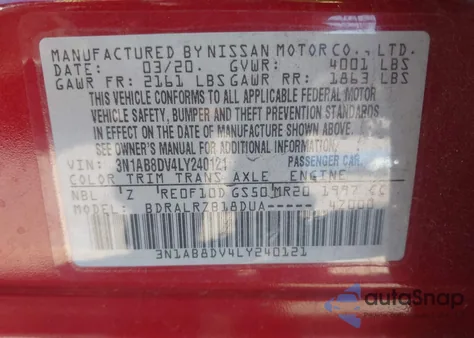 MANUFACTURED BY NISSAN MOTOR CO., LTD.
DATE: 03/20. GVWR: 4001 LBS
GAWR FR: 2161 LBS GAWR RR: 1863 LBS
THIS VEHICLE CONFORMS TO ALL APPLICABLE FEDERAL MOTOR
VEHICLE SAFETY, BUMPER AND THEFT PREVENTION STANDARDS
IN EFFECT ON THE DATE OF MANUFACTURE SHOWN ABOVE.
SEE OWNER'S MANUAL FOR ADDITIONAL INFORMATION
VIN: 3N1AB8DV4LY240121 PASSENGER CAR.
COLOR TRIM TRANS AXLE ENGINE
NBL Z RE0F10D GS50 MR20 1997 CC
MODEL: BDRALRZB18DUA 47000
3N1AB8DV4LY240121
autoSnap